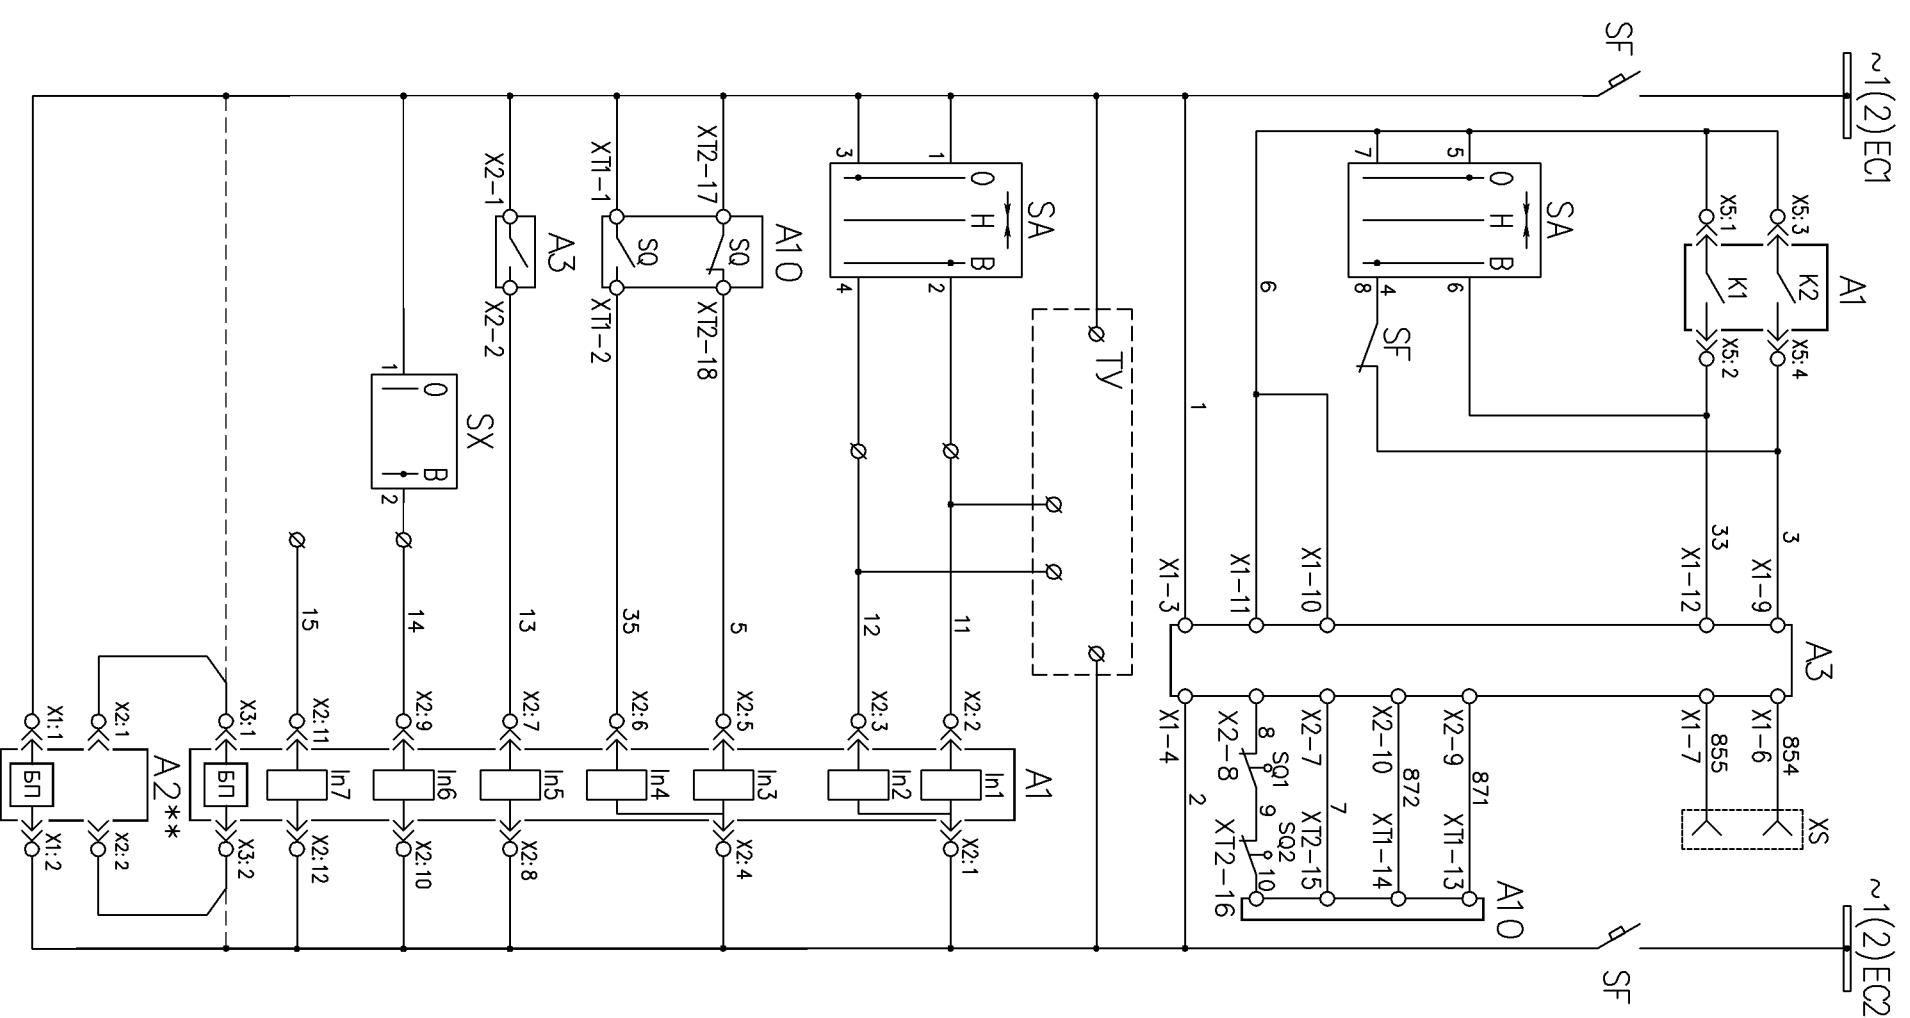 ~1(2)EC1
~1(2)EC2
SF
SF
A1
X5:3
K2
X5:4
3
X1-9
A3
X1-6
854
XS
X5:1
K1
X5:2
33
X1-12
X1-7
855
SA
O
H
B
5
6
7
8
4
SF
6
X1-10
X1-11
X2-9
871
XT1-13
A10
X2-10
872
XT1-14
X2-7
7
XT2-15
X2-8
8
SQ1
9
SQ2
10
XT2-16
1
X1-3
X1-4
2
ТУ
SA
O
H
B
1
2
3
4
11
X2:2
In1
A1
X2:1
12
X2:3
In2
A10
XT2-17
SQ
XT2-18
5
X2:5
In3
X2:4
XT1-1
SQ
XT1-2
35
X2:6
In4
A3
X2-1
X2-2
13
X2:7
In5
X2:8
SX
O
B
1
2
14
X2:9
In6
X2:10
15
X2:11
In7
X2:12
X3:1
БП
X3:2
A2**
X2:1
X2:2
X1:1
БП
X1:2